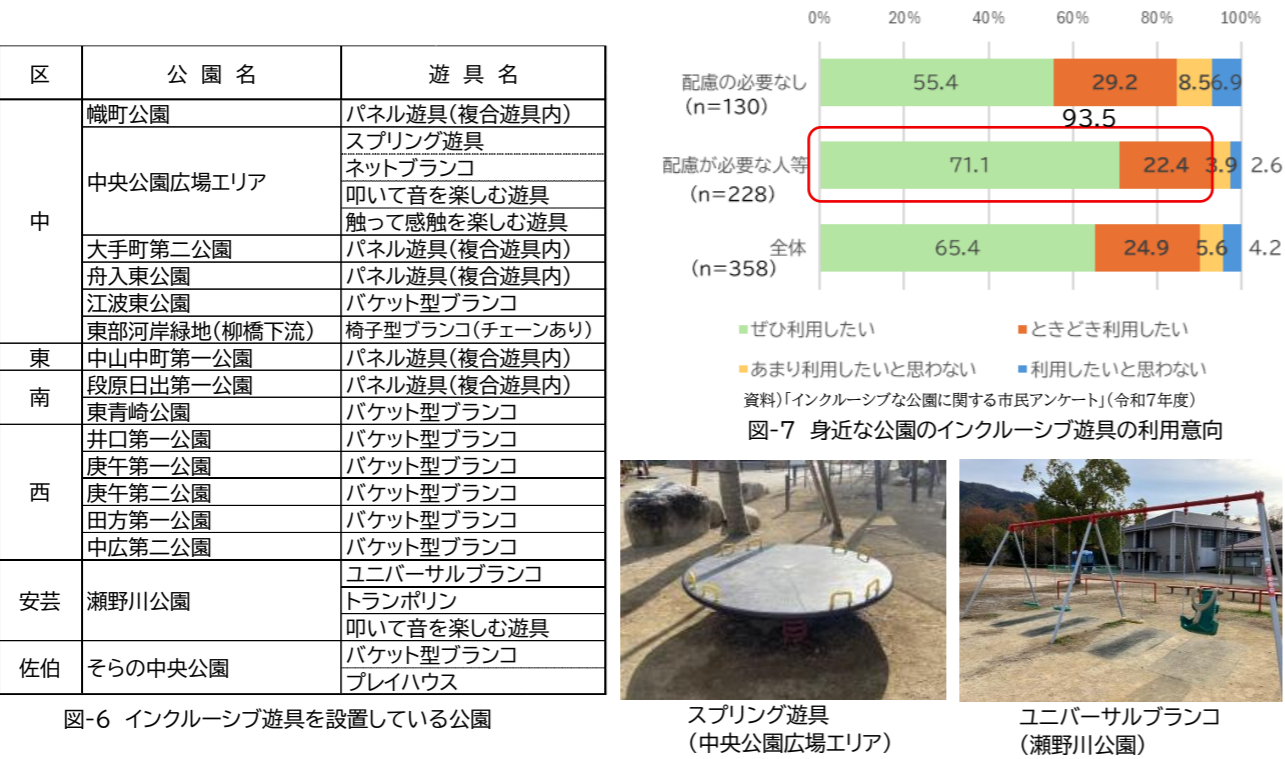 区 公園名 遊具名
中 幟町公園 パネル遊具(複合遊具内)
中央公園広場エリア スプリング遊具
ネットブランコ
叩いて音を楽しむ遊具
触って感触を楽しむ遊具
大手町第二公園 パネル遊具(複合遊具内)
舟入東公園 パネル遊具(複合遊具内)
江波東公園 バケット型ブランコ
東部河岸緑地(柳橋下流) 椅子型ブランコ(チェーンあり)
東 中山中町第一公園 パネル遊具(複合遊具内)
南 段原日出第一公園 パネル遊具(複合遊具内)
東青崎公園 バケット型ブランコ
西 井口第一公園 バケット型ブランコ
庚午第一公園 バケット型ブランコ
庚午第二公園 バケット型ブランコ
田方第一公園 バケット型ブランコ
中広第二公園 バケット型ブランコ
安芸 瀬野川公園 ユニバーサルブランコ
トランポリン
叩いて音を楽しむ遊具
佐伯 そらの中央公園 バケット型ブランコ
プレイハウス
図-6 インクルーシブ遊具を設置している公園
0% 20% 40% 60% 80% 100%
配慮の必要なし 55.4 29.2 8.5 6.9
(n=130)
93.5
配慮が必要な人等 71.1 22.4 3.9 2.6
(n=228)
全体 65.4 24.9 5.6 4.2
(n=358)
ぜひ利用したい ときどき利用したい
あまり利用したいと思わない 利用したいと思わない
資料)「インクルーシブな公園に関する市民アンケート」(令和7年度)
図-7 身近な公園のインクルーシブ遊具の利用意向
スプリング遊具
(中央公園広場エリア)
ユニバーサルブランコ
(瀬野川公園)